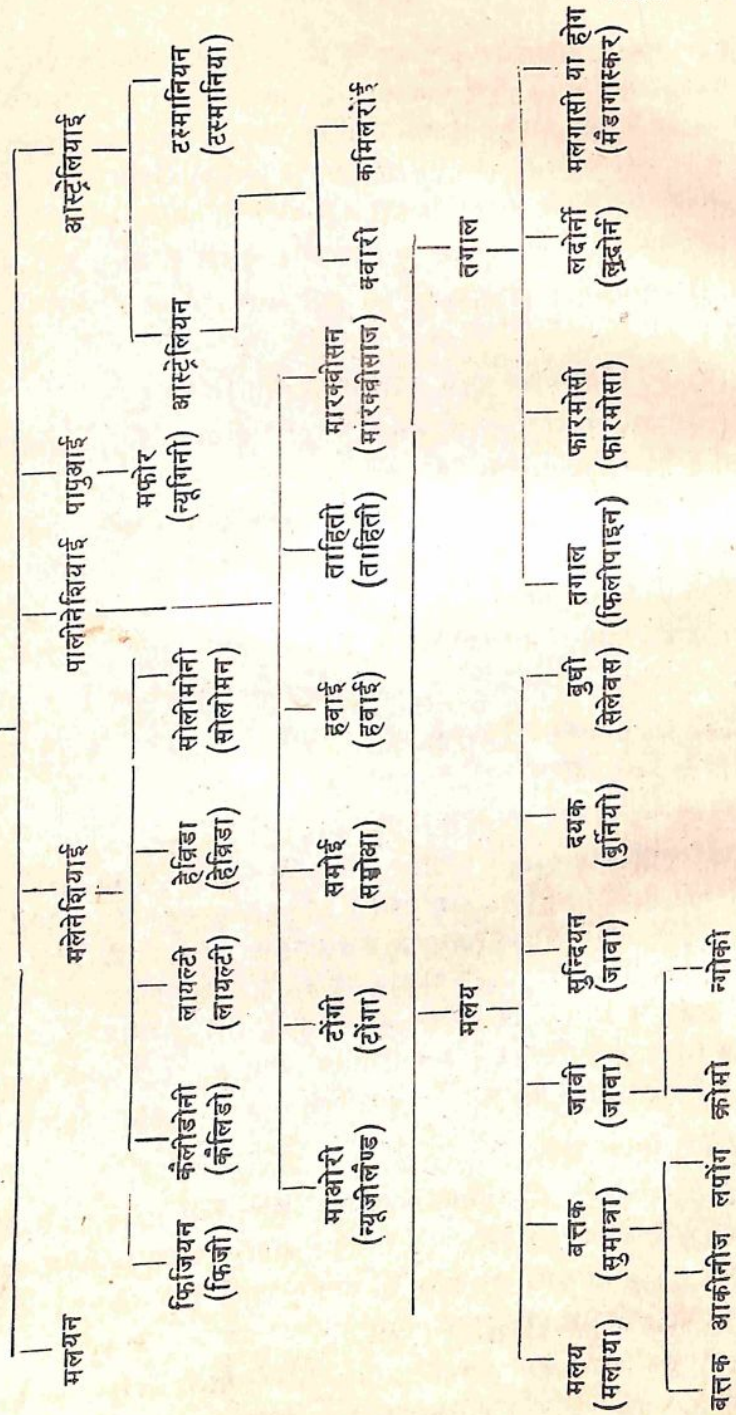 मलयन मलेनेशियाई पालीनेशियाई पापुआई आस्ट्रेलियाई
मफोर
(न्यूगिनी)
आस्ट्रेलियन टस्मानियन
(टस्मानिया)
फिजियन कैलीडोनी लायल्टी हेब्रिडा सोलोमोनी
(फिजी) (कैलिडो) (लायल्टी) (हेब्रिडा) (सोलोमन)
क्वारी कमिलरोई
माओरी टोंगी समोई हवाई ताहिती मारक्वीसन
(न्यूजीलैण्ड) (टोंगा) (समोआ) (हवाई) (ताहिती) (मारक्वीसाज)
मलय तगाल
मलय बत्तक जावी सुन्दियन दयक बुघी तगाल फारमोसी लदोर्नी मलगासी या होग
(मलाया) (सुमात्रा) (जावा) (जावा) (बुनियो) (सेलेबस) (फिलीपाइन) (फारमोसा) (लुदोर्न) (मैडागास्कर)
बत्तक आकीनीज लपोंग क्रोमो न्गोकी